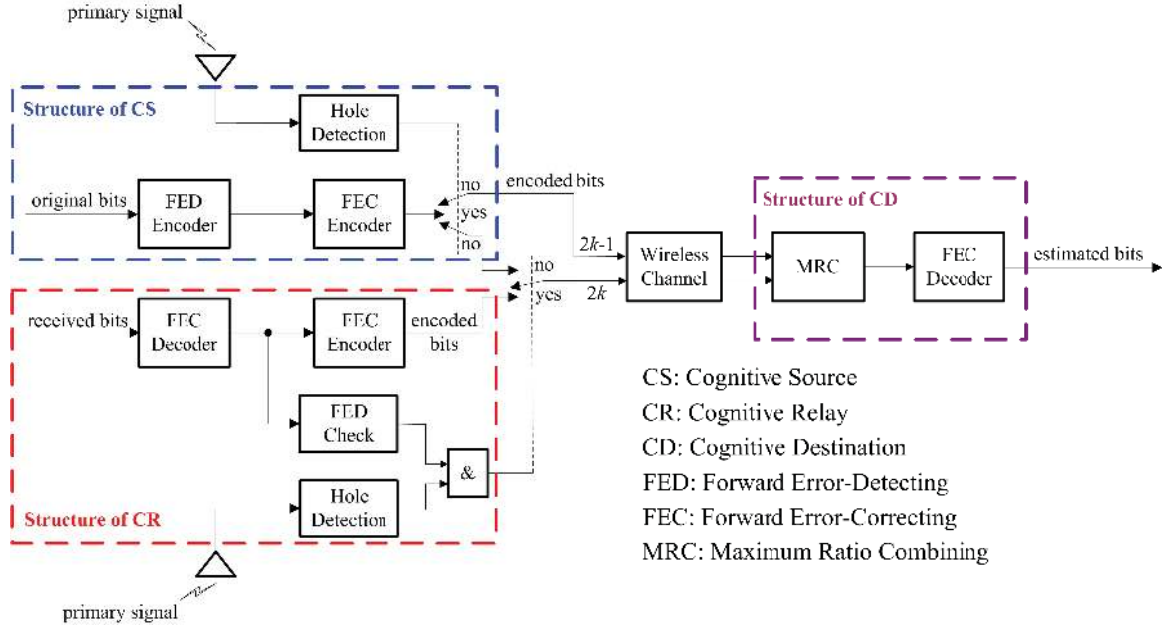 primary signal
Structure of CS
Hole
Detection
original bits
FED
Encoder
FEC
Encoder
no
yes
no
encoded bits
2k-1
no
yes
2k
Wireless
Channel
Structure of CD
MRC
FEC
Decoder
estimated bits
received bits
FEC
Decoder
FEC
Encoder
encoded
bits
FED
Check
&
Hole
Detection
Structure of CR
primary signal
CS: Cognitive Source
CR: Cognitive Relay
CD: Cognitive Destination
FED: Forward Error-Detecting
FEC: Forward Error-Correcting
MRC: Maximum Ratio Combining